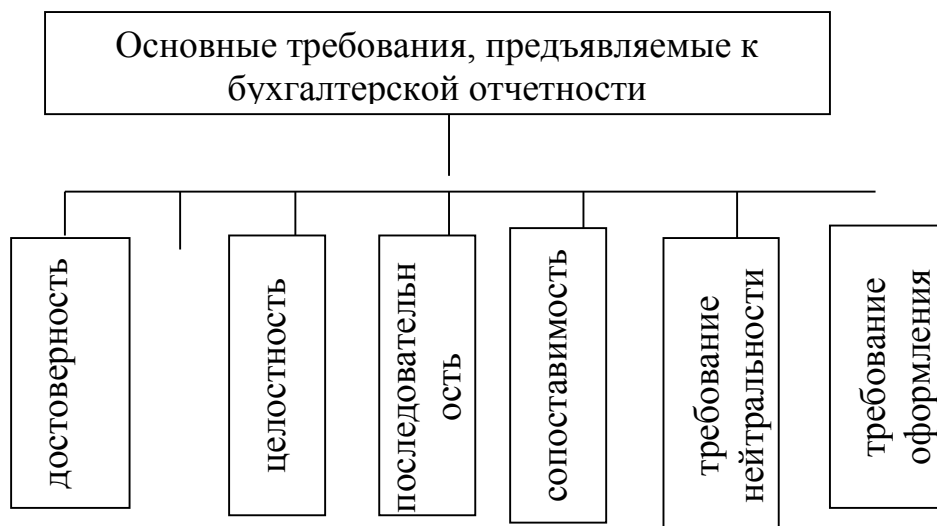 Основные требования, предъявляемые к
бухгалтерской отчетности
достоверность
целостность
последовательн
ость
сопоставимость
требование
нейтральности
требование
оформления